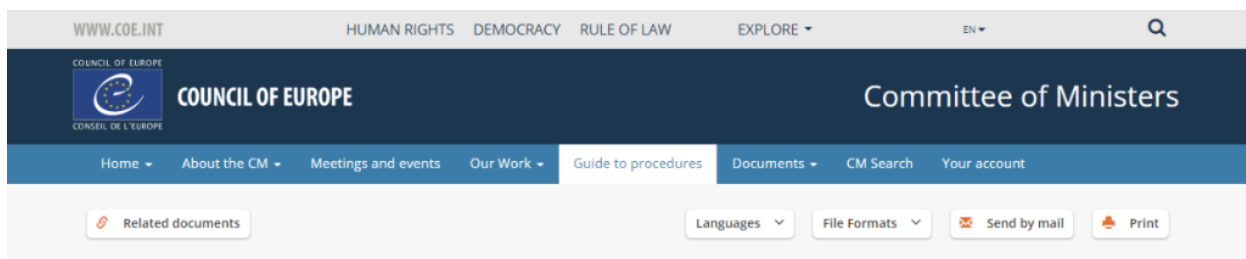 WWW.COE.INT HUMAN RIGHTS DEMOCRACY RULE OF LAW EXPLORE EN
COUNCIL OF EUROPE
COUNCIL OF EUROPE Committee of Ministers
CONSEIL DE L'EUROPE
Home About the CM Meetings and events Our Work Guide to procedures Documents CM Search Your account
Related documents Languages File Formats Send by mail Print